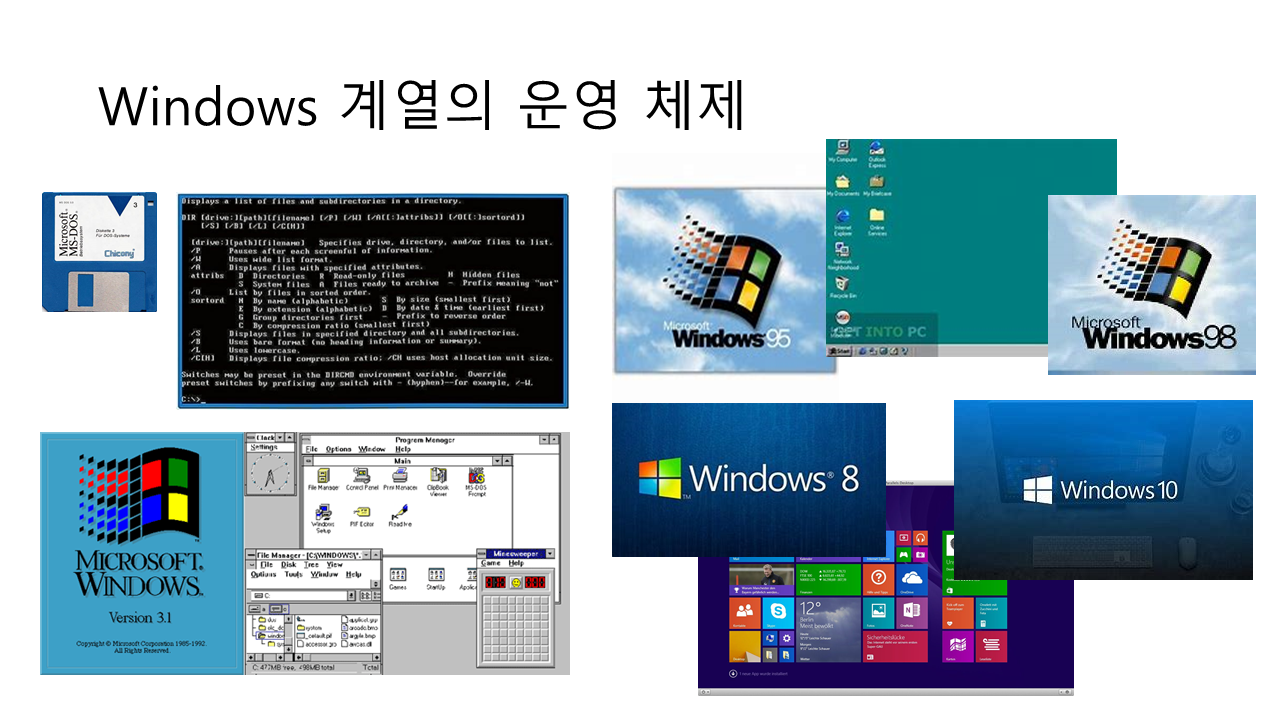 Windows 계열의 운영 체제
3
Microsoft®
MS-DOS®
Diskette 3
Für DOS-Systeme
Chicony
Displays a list of files and subdirectories in a directory.
DIR [drive:][path][filename] [/P] [/W] [/A[[:]attribs]] [/O[[:]sortord]]
[/S] [/B] [/L] [/C[H]]
[drive:][path][filename] Specifies drive, directory, and/or files to list.
/P Pauses after each screenful of information.
/W Uses wide list format.
/A Displays files with specified attributes.
attribs D Directories R Read-only files H Hidden files
S System files A Files ready to archive - Prefix meaning "not"
/O List by files in sorted order.
sortord N By name (alphabetic) S By size (smallest first)
E By extension (alphabetic) D By date & time (earliest first)
G Group directories first - Prefix to reverse order
C By compression ratio (smallest first)
/S Displays files in specified directory and all subdirectories.
/B Uses bare format (no heading information or summary).
/L Uses lowercase.
/C[H] Displays file compression ratio; /CH uses host allocation unit size.
Switches may be preset in the DIRCMD environment variable. Override
preset switches by prefixing any switch with - (hyphen)--for example, /-W.
C:\>_
Microsoft
Windows95
My Computer
Outlook Express
My Documents
My Briefcase
Internet Explorer
Online Services
Network Neighborhood
Recycle Bin
GET INTO PC
Start
Microsoft
Windows98
MICROSOFT®
WINDOWS™
Version 3.1
Copyright © Microsoft Corporation 1985-1992.
All Rights Reserved.
Clock
Settings
Program Manager
File Options Window Help
Main
File Manager
Control Panel
Print Manager
ClipBook Viewer
MS-DOS Prompt
Windows Setup
PIF Editor
Read Me
File Manager - [C:\WINDOWS\*.
File Disk Tree View
Options Tools Window Help
C:
dos
windows
system
_default.pif
accessor.grp
applicat.grp
arcade.bmp
argyle.bmp
C: 477MB free, 498MB total
Games
StartUp
Minesweeper
Game Help
Windows® 8
Windows 10
Skype
OneDrive
12°
Berlin
Meist bewölkt
Sicherheitslücke